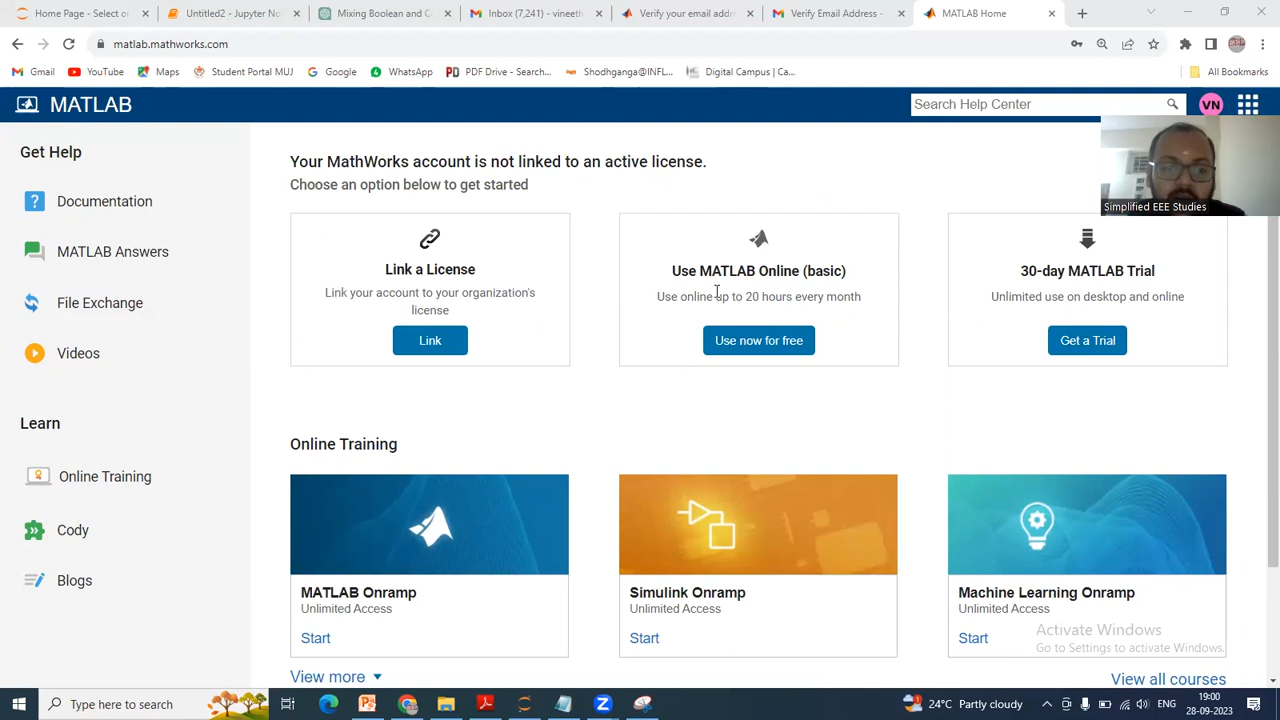 Home Page - Select or
Untitled2 - Jupyter Note
Mixing Boolean and C
Inbox (7,241) - vineeth
Verify your email addre
Verify Email Address -
MATLAB Home
matlab.mathworks.com
Gmail
YouTube
Maps
Student Portal MUJ
Google
4 WhatsApp
PDF Drive - Search...
Shodhganga@INFL...
Digital Campus | Ca...
All Bookmarks
MATLAB
Search Help Center
VN
Get Help
Documentation
MATLAB Answers
File Exchange
Videos
Learn
Online Training
Cody
Blogs
Your MathWorks account is not linked to an active license.
Choose an option below to get started
Simplified EEE Studies
Link a License
Link your account to your organization's
license
Link
Use MATLAB Online (basic)
Use online up to 20 hours every month
Use now for free
30-day MATLAB Trial
Unlimited use on desktop and online
Get a Trial
Online Training
MATLAB Onramp
Unlimited Access
Start
Simulink Onramp
Unlimited Access
Start
Machine Learning Onramp
Unlimited Access
Start
Activate Windows
Go to Settings to activate Windows.
View more
View all courses
Type here to search
24°C Partly cloudy
ENG
19:00
28-09-2023